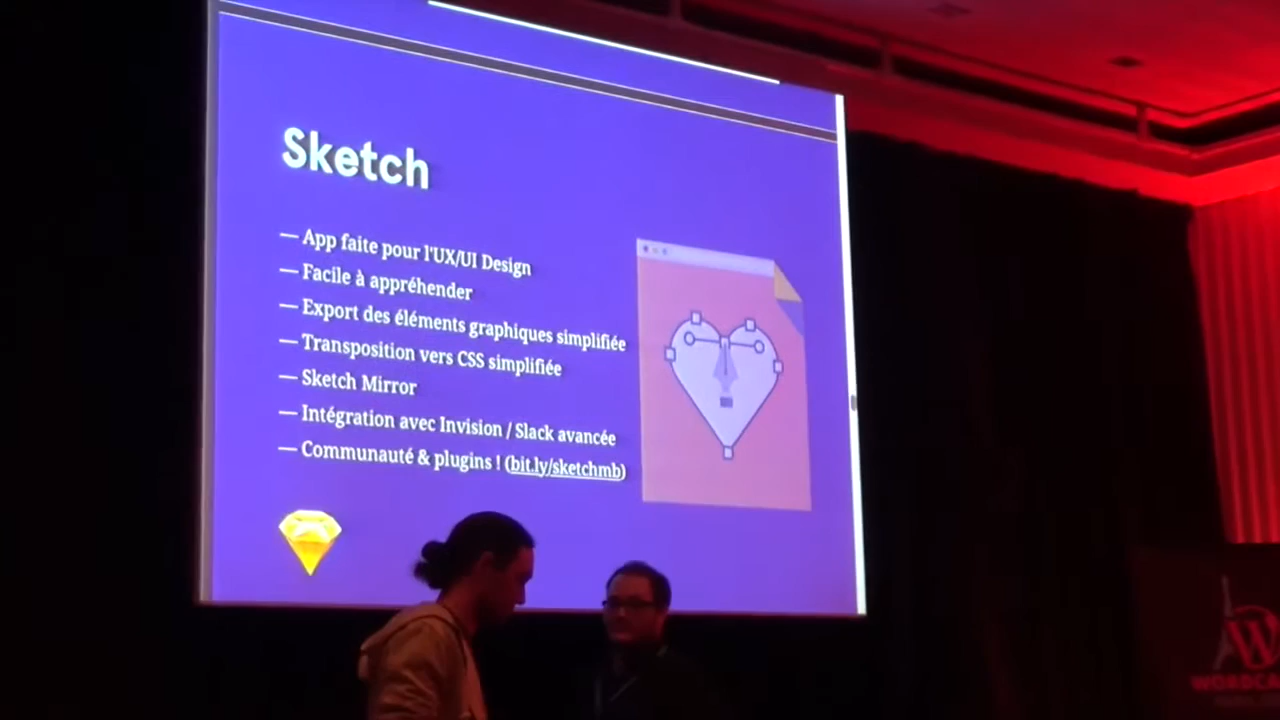 Sketch
— App faite pour l'UX/UI Design
— Facile à appréhender
— Export des éléments graphiques simplifiée
— Transposition vers CSS simplifiée
— Sketch Mirror
— Intégration avec Invision / Slack avancée
— Communauté & plugins ! (bit.ly/sketchmb)
W
WORDCA